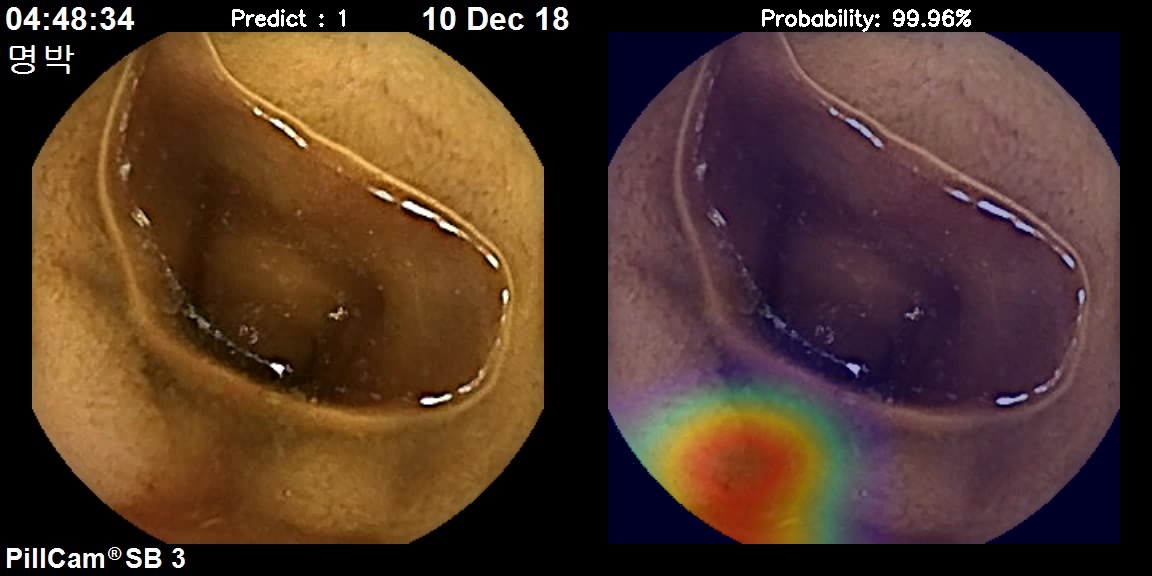 04:48:34 Predict : 1 10 Dec 18 Probability: 99.96%
명박
PillCam® SB 3